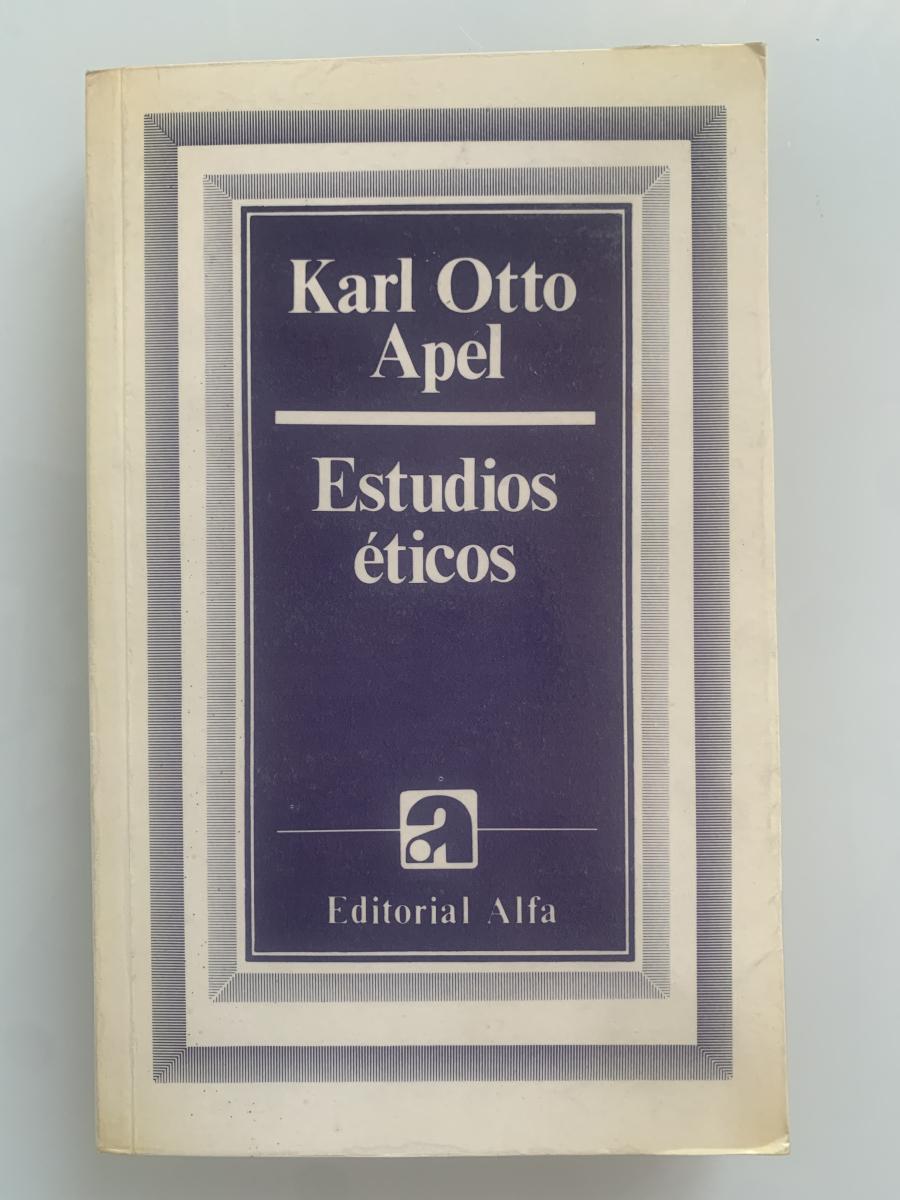 Karl Otto
Apel
Estudios
éticos
a
Editorial Alfa